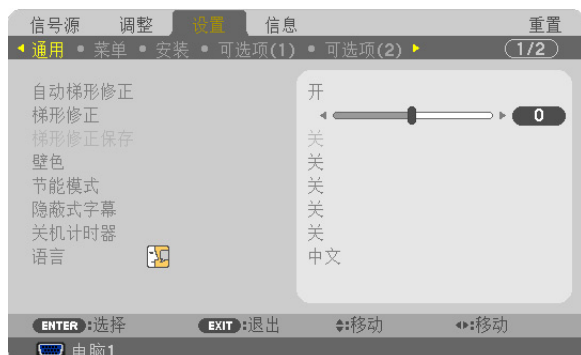 信号源 调整 设置 信息 重置
通用 • 菜单 • 安装 • 可选项(1) • 可选项(2) 1/2
自动梯形修正 开
梯形修正 0
梯形修正保存 关
壁色 关
节能模式 关
隐蔽式字幕 关
关机计时器 关
语言 中文
ENTER:选择 EXIT:退出 :移动 :移动
电脑1